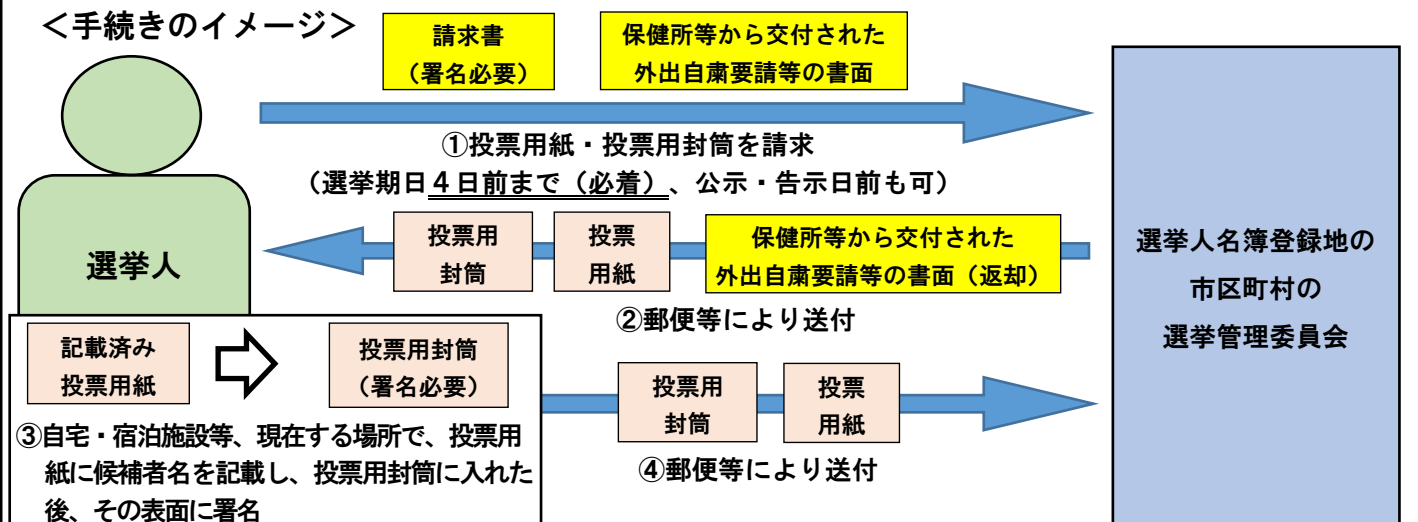 ＜手続きのイメージ＞
請求書
（署名必要）
保健所等から交付された
外出自粛要請等の書面
①投票用紙・投票用封筒を請求
（選挙期日４日前まで（必着）、公示・告示日前も可）
選挙人
投票用
封筒
投票
用紙
保健所等から交付された
外出自粛要請等の書面（返却）
②郵便等により送付
選挙人名簿登録地の
市区町村の
選挙管理委員会
記載済み
投票用紙
投票用封筒
（署名必要）
③自宅・宿泊施設等、現在する場所で、投票用
紙に候補者名を記載し、投票用封筒に入れた
後、その表面に署名
投票用
封筒
投票
用紙
④郵便等により送付